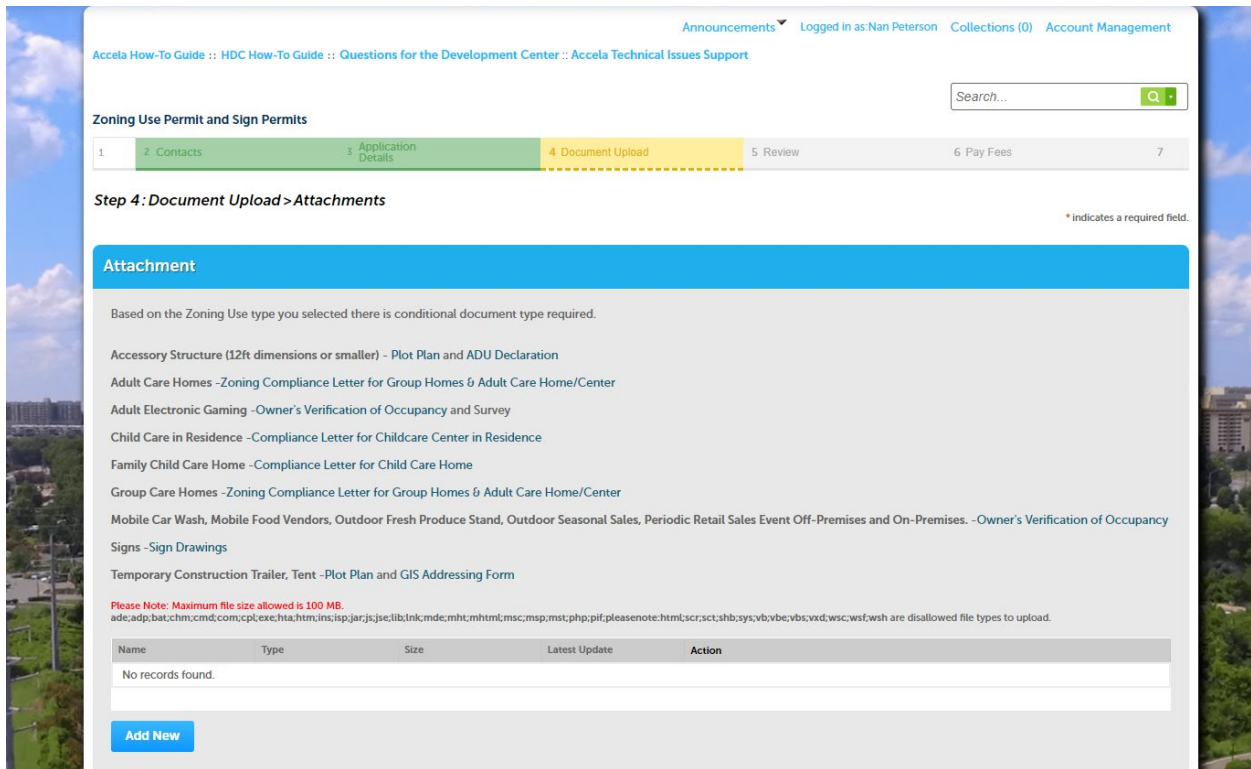 Announcements Logged in as:Nan Peterson Collections (0) Account Management
Accela How-To Guide :: HDC How-To Guide :: Questions for the Development Center :: Accela Technical Issues Support
Search...
Zoning Use Permit and Sign Permits
1 2 Contacts 3 Application Details 4 Document Upload 5 Review 6 Pay Fees 7
Step 4: Document Upload > Attachments
* indicates a required field.
Attachment
Based on the Zoning Use type you selected there is conditional document type required.
Accessory Structure (12ft dimensions or smaller) - Plot Plan and ADU Declaration
Adult Care Homes -Zoning Compliance Letter for Group Homes & Adult Care Home/Center
Adult Electronic Gaming -Owner's Verification of Occupancy and Survey
Child Care in Residence -Compliance Letter for Childcare Center in Residence
Family Child Care Home -Compliance Letter for Child Care Home
Group Care Homes -Zoning Compliance Letter for Group Homes & Adult Care Home/Center
Mobile Car Wash, Mobile Food Vendors, Outdoor Fresh Produce Stand, Outdoor Seasonal Sales, Periodic Retail Sales Event Off-Premises and On-Premises. -Owner's Verification of Occupancy
Signs -Sign Drawings
Temporary Construction Trailer, Tent -Plot Plan and GIS Addressing Form
Please Note: Maximum file size allowed is 100 MB.
ade;adp;bat;chm;cmd;com;cpl;exe;hta;htm;ins;isp;jar;js;jse;lib;lnk;mde;mht;mhtml;msc;msp;mst;php;pif;pleasenote:html;scr;sct;shb;sys;vb;vbe;vbs;vxd;wsc;wsf;wsh are disallowed file types to upload.
Name Type Size Latest Update Action
No records found.
Add New